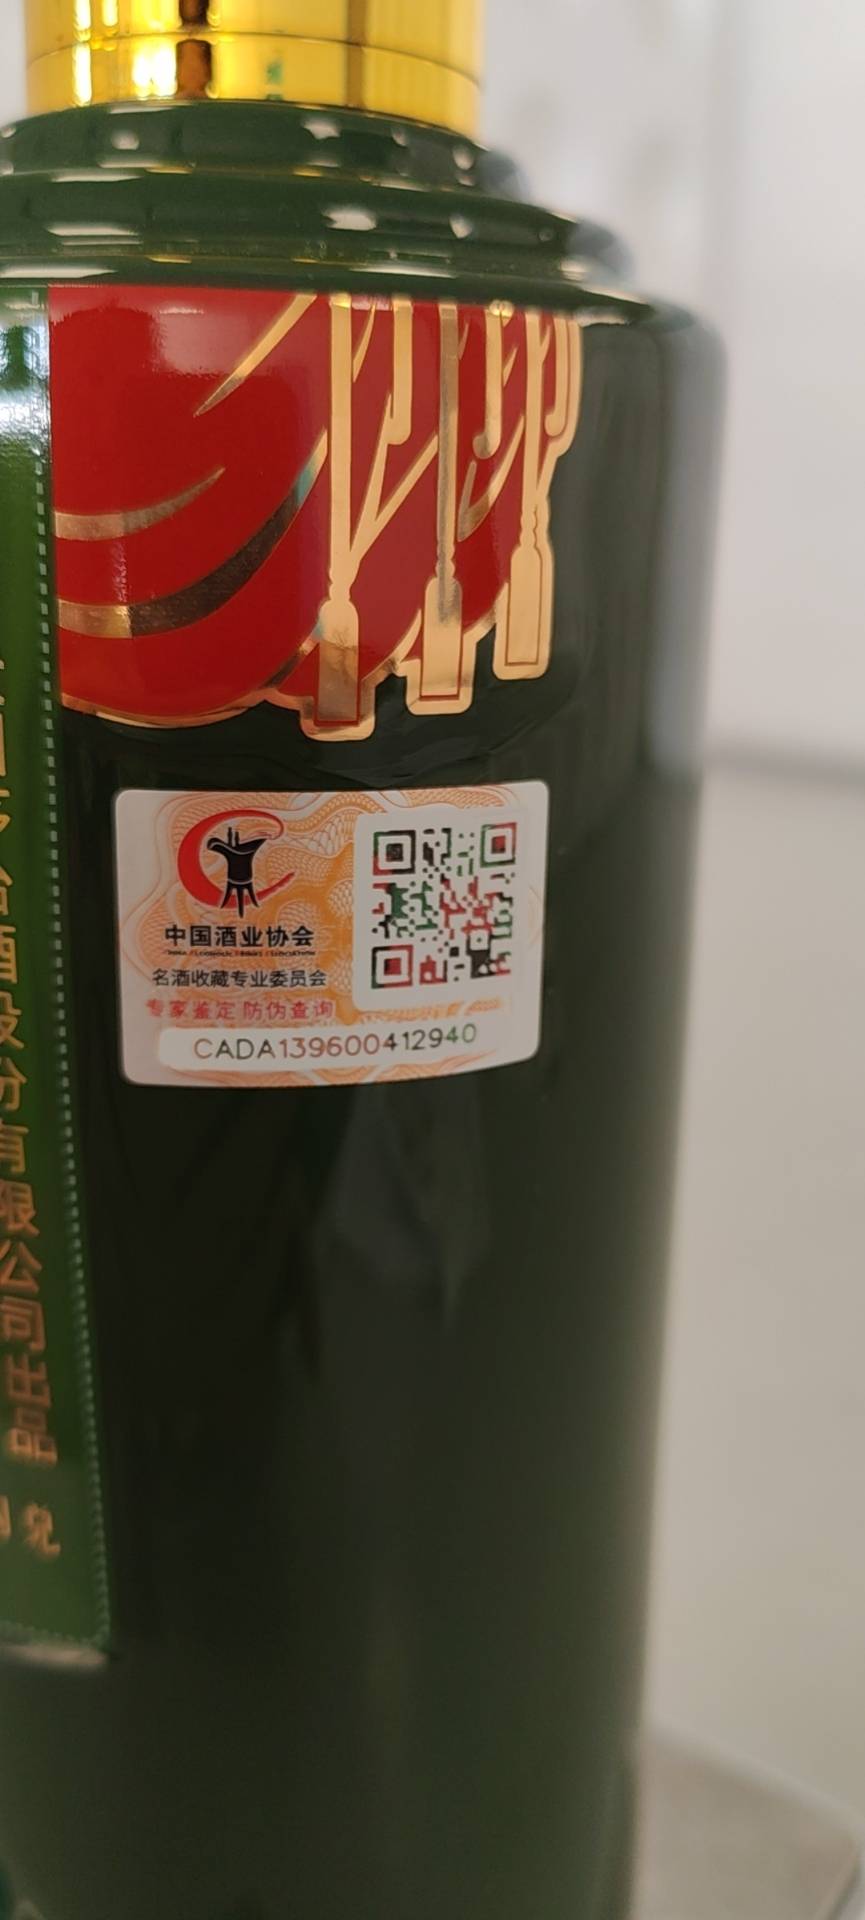 中国酒业协会
名酒收藏专业委员会
专家鉴定 防伪查询
CADA139600412940
酒股份有限公司出品